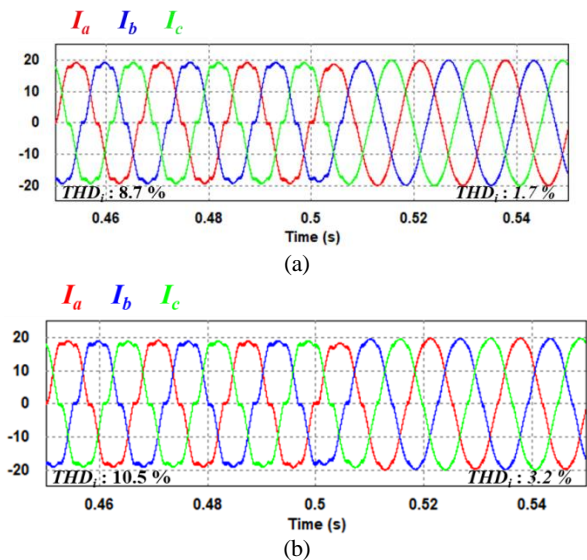 Ia Ib Ic
20
10
0
-10
-20
THDi : 8.7 % THDi : 1.7 %
0.46 0.48 0.5 0.52 0.54
Time (s)
(a)
Ia Ib Ic
20
10
0
-10
-20
THDi : 10.5 % THDi : 3.2 %
0.46 0.48 0.5 0.52 0.54
Time (s)
(b)